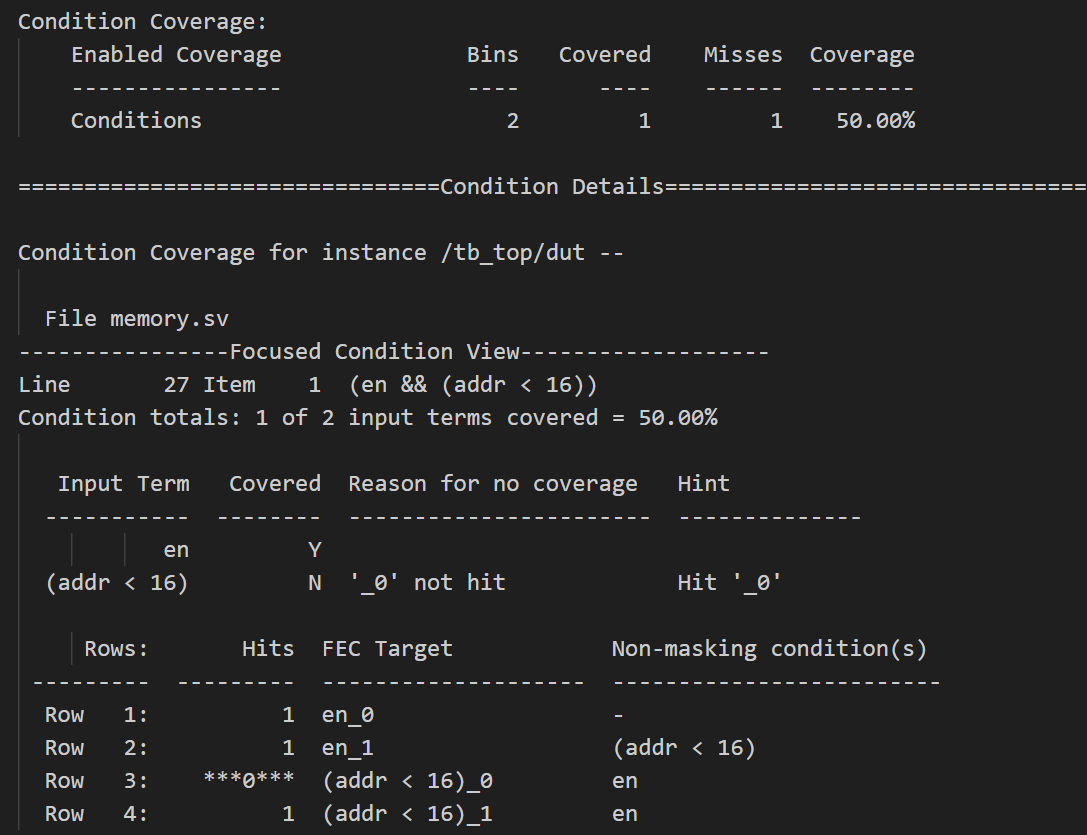 Condition Coverage:
    Enabled Coverage              Bins   Covered    Misses  Coverage
    ----------------              ----      ----    ------  --------
    Conditions                       2         1         1    50.00%
================================Condition Details================================
Condition Coverage for instance /tb_top/dut --
  File memory.sv
----------------Focused Condition View-------------------
Line       27 Item    1  (en && (addr < 16))
Condition totals: 1 of 2 input terms covered = 50.00%
   Input Term   Covered  Reason for no coverage   Hint
  -----------  --------  -----------------------  --------------
           en         Y
  (addr < 16)         N  '_0' not hit             Hit '_0'
     Rows:       Hits  FEC Target            Non-masking condition(s)
 ---------  ---------  --------------------  -------------------------
  Row   1:          1  en_0                  -
  Row   2:          1  en_1                  (addr < 16)
  Row   3:    ***0***  (addr < 16)_0         en
  Row   4:          1  (addr < 16)_1         en